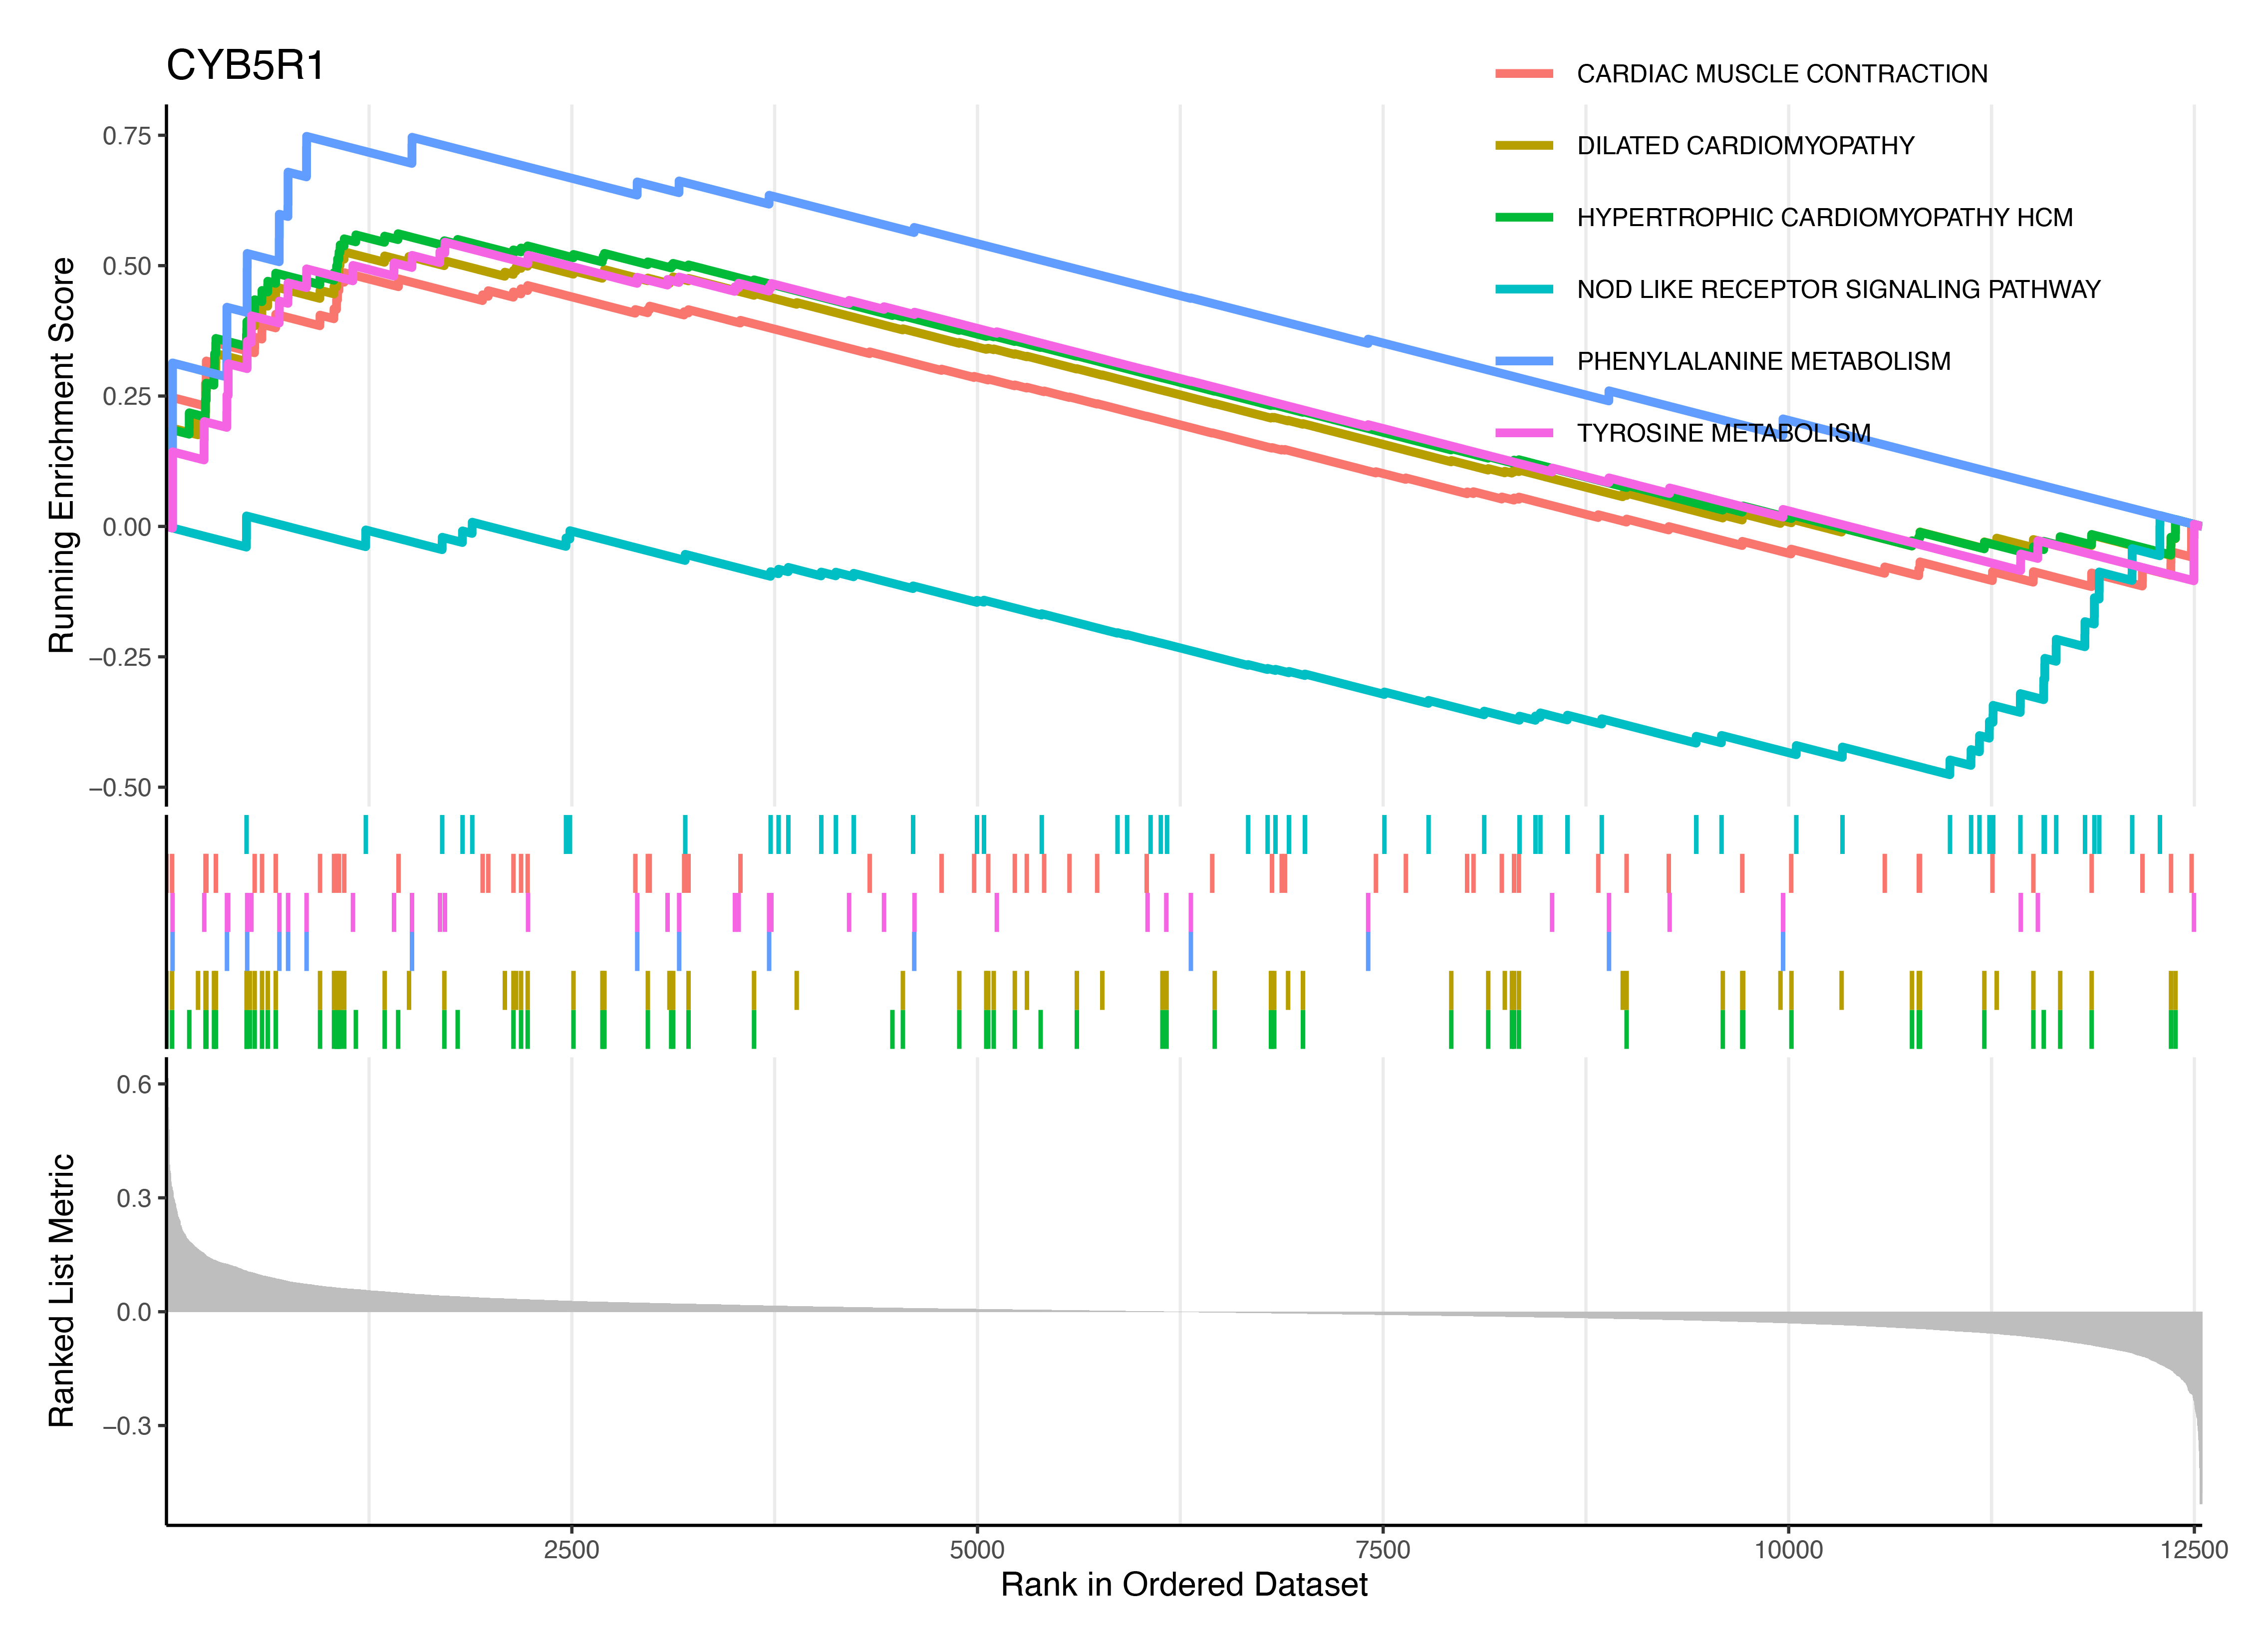 CYB5R1
CARDIAC MUSCLE CONTRACTION
DILATED CARDIOMYOPATHY
HYPERTROPHIC CARDIOMYOPATHY HCM
NOD LIKE RECEPTOR SIGNALING PATHWAY
PHENYLALANINE METABOLISM
TYROSINE METABOLISM
Running Enrichment Score
0.75
0.50
0.25
0.00
−0.25
−0.50
Ranked List Metric
0.6
0.3
0.0
−0.3
2500 5000 7500 10000 12500
Rank in Ordered Dataset